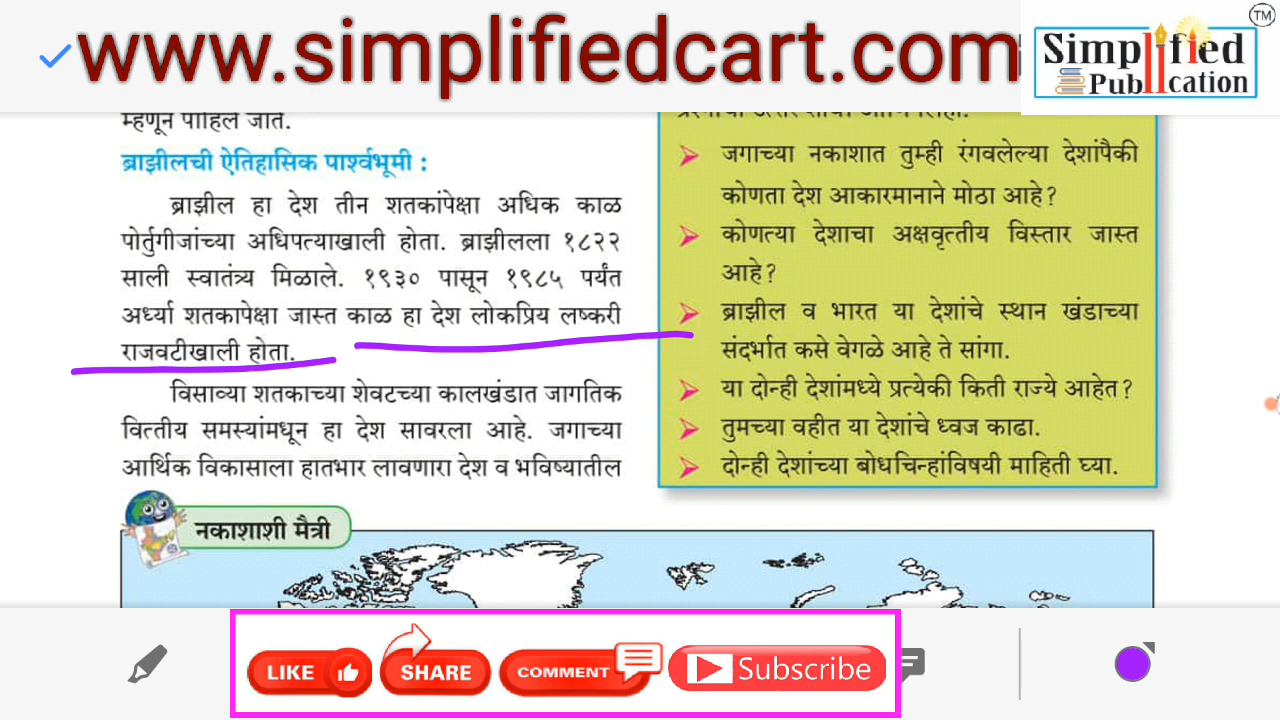 www.simplifiedcart.com
Simplified
Publication
TM
म्हणून पाहिले जाते.
ब्राझीलची ऐतिहासिक पार्श्वभूमी :
ब्राझील हा देश तीन शतकांपेक्षा अधिक काळ
पोर्तुगीजांच्या अधिपत्याखाली होता. ब्राझीलला १८२२
साली स्वातंत्र्य मिळाले. १९३० पासून १९८५ पर्यंत
अर्ध्या शतकापेक्षा जास्त काळ हा देश लोकप्रिय लष्करी
राजवटीखाली होता.
विसाव्या शतकाच्या शेवटच्या कालखंडात जागतिक
वित्तीय समस्यांमधून हा देश सावरला आहे. जगाच्या
आर्थिक विकासाला हातभार लावणारा देश व भविष्यातील
जगाच्या नकाशात तुम्ही रंगवलेल्या देशांपैकी
कोणता देश आकारमानाने मोठा आहे?
कोणत्या देशाचा अक्षवृत्तीय विस्तार जास्त
आहे?
ब्राझील व भारत या देशांचे स्थान खंडाच्या
संदर्भात कसे वेगळे आहे ते सांगा.
या दोन्ही देशांमध्ये प्रत्येकी किती राज्ये आहेत?
तुमच्या वहीत या देशांचे ध्वज काढा.
दोन्ही देशांच्या बोधचिन्हांविषयी माहिती घ्या.
नकाशाशी मैत्री
LIKE
SHARE
COMMENT
Subscribe